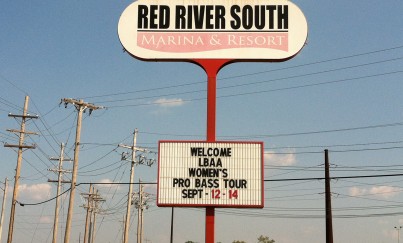 RED RIVER SOUTH
MARINA & RESORT
WELCOME
LBAA
WOMEN'S
PRO BASS TOUR
SEPT - 12 - 14